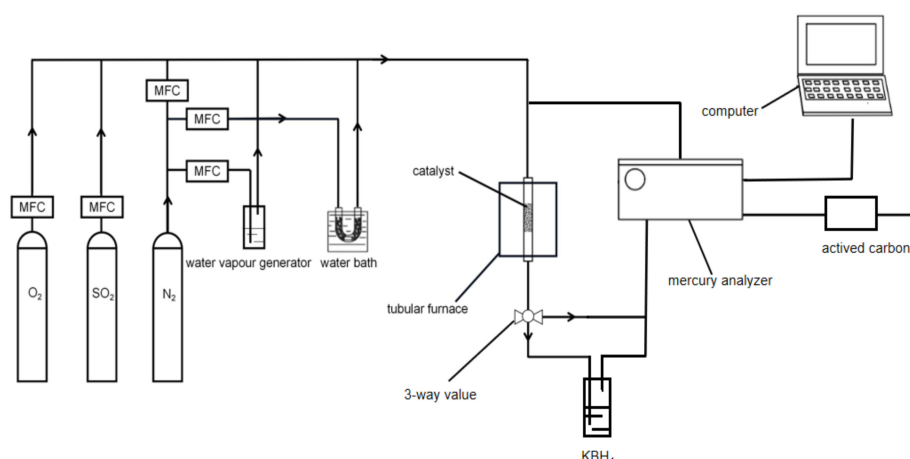 MFC
computer
MFC
MFC
catalyst
MFC
MFC
actived carbon
water vapour generator
water bath
mercury analyzer
O2
SO2
N2
tubular furnace
3-way value